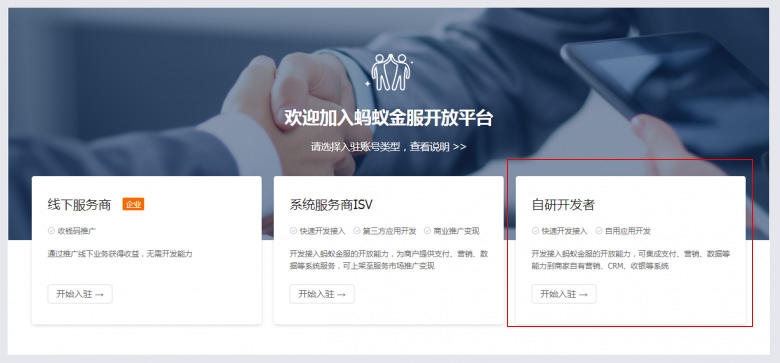 欢迎加入蚂蚁金服开放平台
请选择入驻账号类型，查看说明 >>
线下服务商 企业
收钱码推广
通过推广线下业务获得收益，无需开发能力
开始入驻 →
系统服务商ISV
快速开发接入 第三方应用开发 商业推广变现
开发接入蚂蚁金服的开放能力，为商户提供支付、营销、数
据等系统服务，可上架至服务市场推广变现
开始入驻 →
自研开发者
快速开发接入 自用应用开发
开发接入蚂蚁金服的开放能力，可集成支付、营销、数据等
能力到商家自有营销、CRM、收银等系统
开始入驻 →